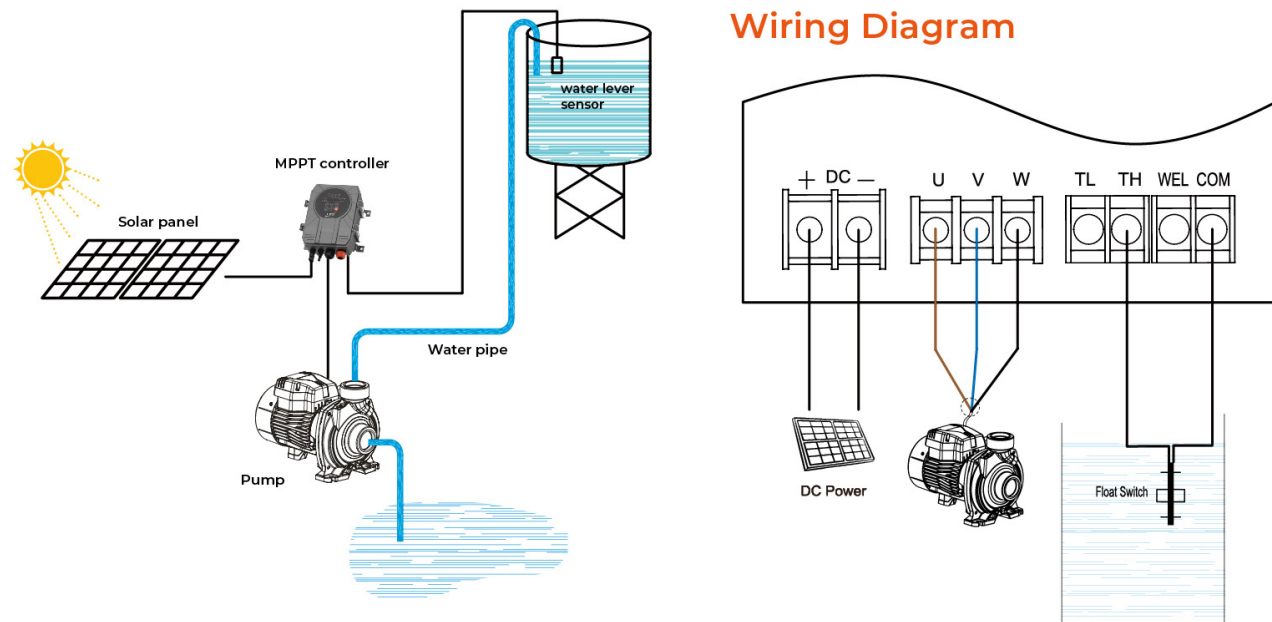 Wiring Diagram
water lever
sensor
MPPT controller
Solar panel
Water pipe
Pump
+ DC −
U V W
TL TH WEL COM
DC Power
Float Switch